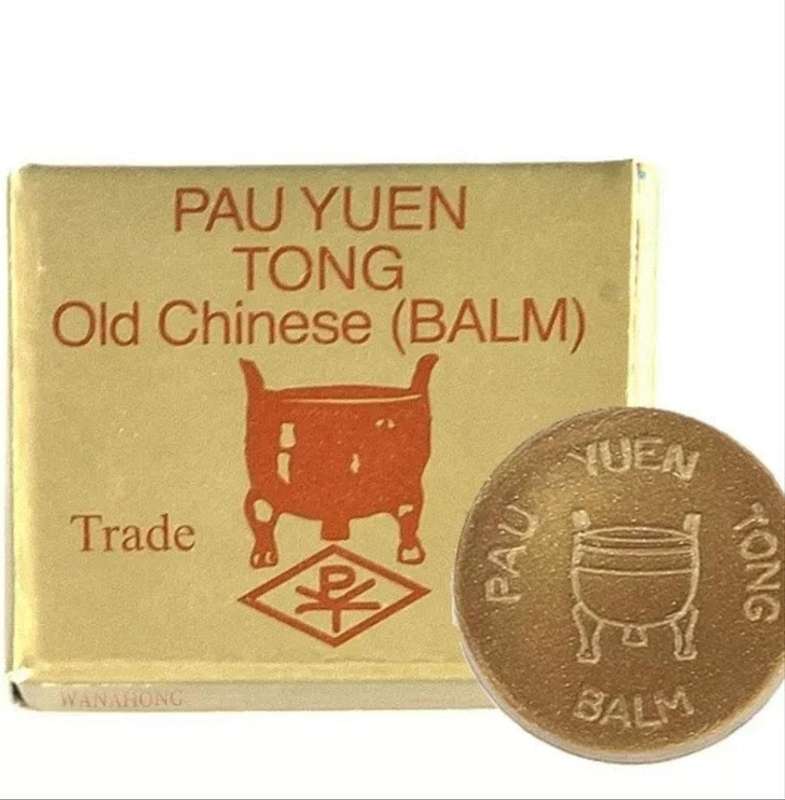 PAU YUEN
TONG
Old Chinese (BALM)
Trade
WANAHONG
PAU YUEN TONG
BALM